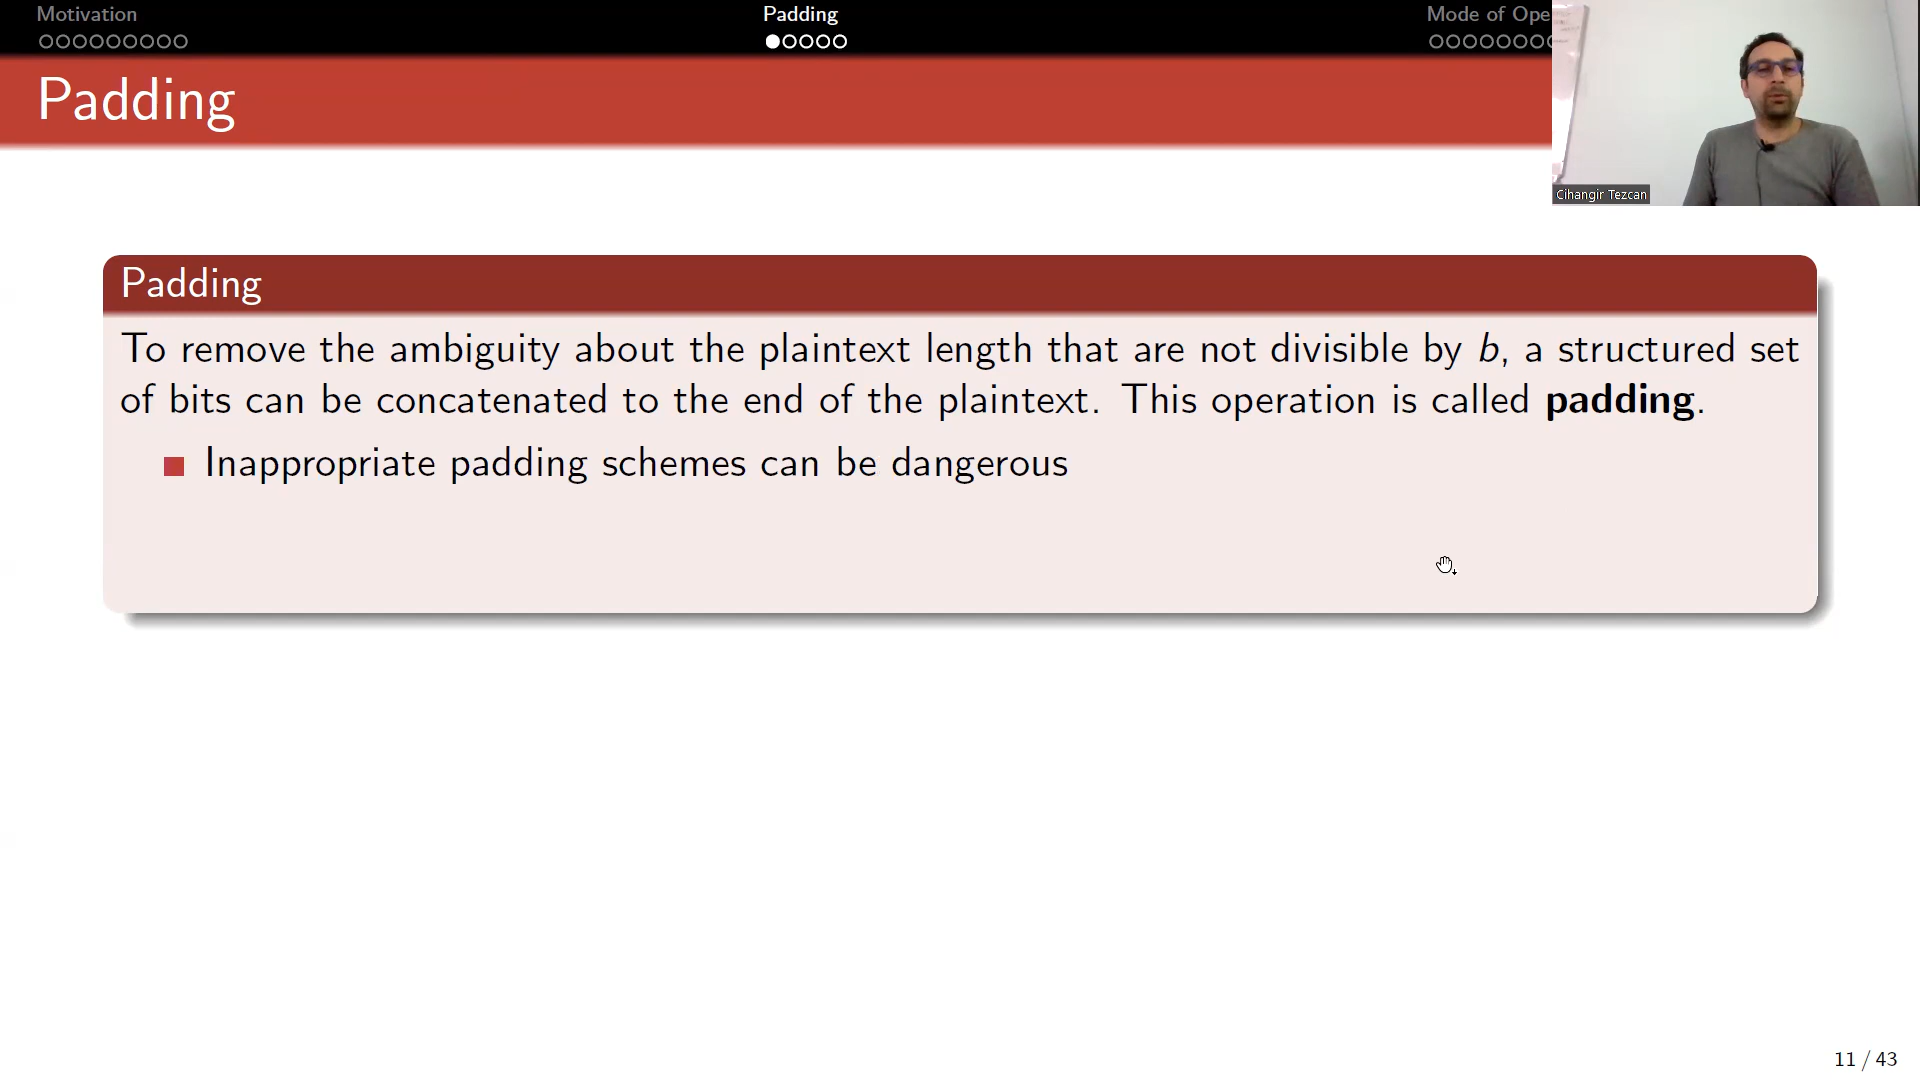 Motivation
Padding
Mode of Ope
Padding
Cihangir Tezcan
Padding
To remove the ambiguity about the plaintext length that are not divisible by b, a structured set
of bits can be concatenated to the end of the plaintext. This operation is called padding.
Inappropriate padding schemes can be dangerous
11 / 43